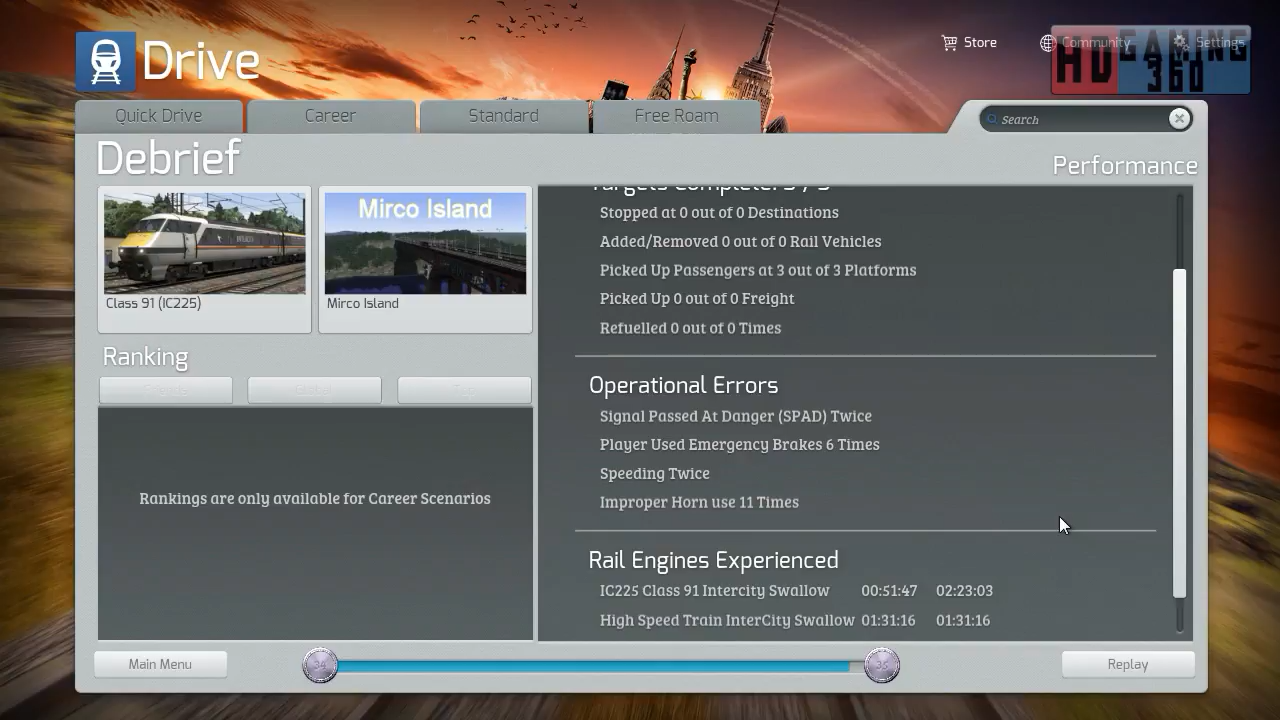 Drive
Store
Community
Settings
HD GAMING 360
Quick Drive
Career
Standard
Free Roam
Search
Debrief
Performance
Mirco Island
Class 91 (IC225)
Mirco Island
Targets Complete: 3 / 3
Stopped at 0 out of 0 Destinations
Added/Removed 0 out of 0 Rail Vehicles
Picked Up Passengers at 3 out of 3 Platforms
Picked Up 0 out of 0 Freight
Refuelled 0 out of 0 Times
Ranking
Rankings are only available for Career Scenarios
Operational Errors
Signal Passed At Danger (SPAD) Twice
Player Used Emergency Brakes 6 Times
Speeding Twice
Improper Horn use 11 Times
Rail Engines Experienced
IC225 Class 91 Intercity Swallow 00:51:47 02:23:03
High Speed Train InterCity Swallow 01:31:16 01:31:16
Main Menu
34
35
Replay